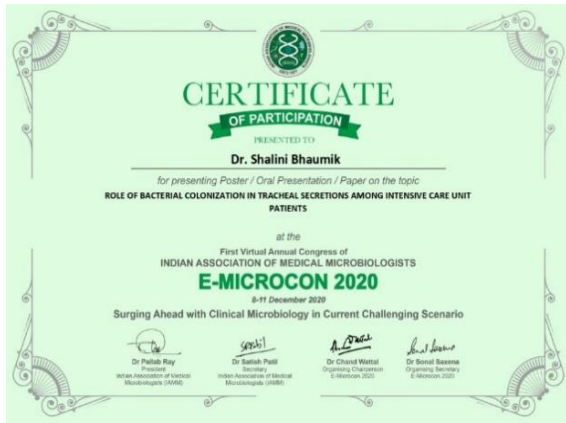 CERTIFICATE
OF PARTICIPATION
PRESENTED TO
Dr. Shalini Bhaumik
for presenting Poster / Oral Presentation / Paper on the topic
ROLE OF BACTERIAL COLONIZATION IN TRACHEAL SECRETIONS AMONG INTENSIVE CARE UNIT
PATIENTS
at the
First Virtual Annual Congress of
INDIAN ASSOCIATION OF MEDICAL MICROBIOLOGISTS
E-MICROCON 2020
8-11 December 2020
Surging Ahead with Clinical Microbiology in Current Challenging Scenario
Dr Pallab Ray
President
Indian Association of Medical
Microbiologists (IAMM)
Dr Satish Patil
Secretary
Indian Association of Medical
Microbiologists (IAMM)
Dr Chand Wattal
Organising Chairperson
E-Microcon 2020
Dr Sonal Saxena
Organising Secretary
E-Microcon 2020